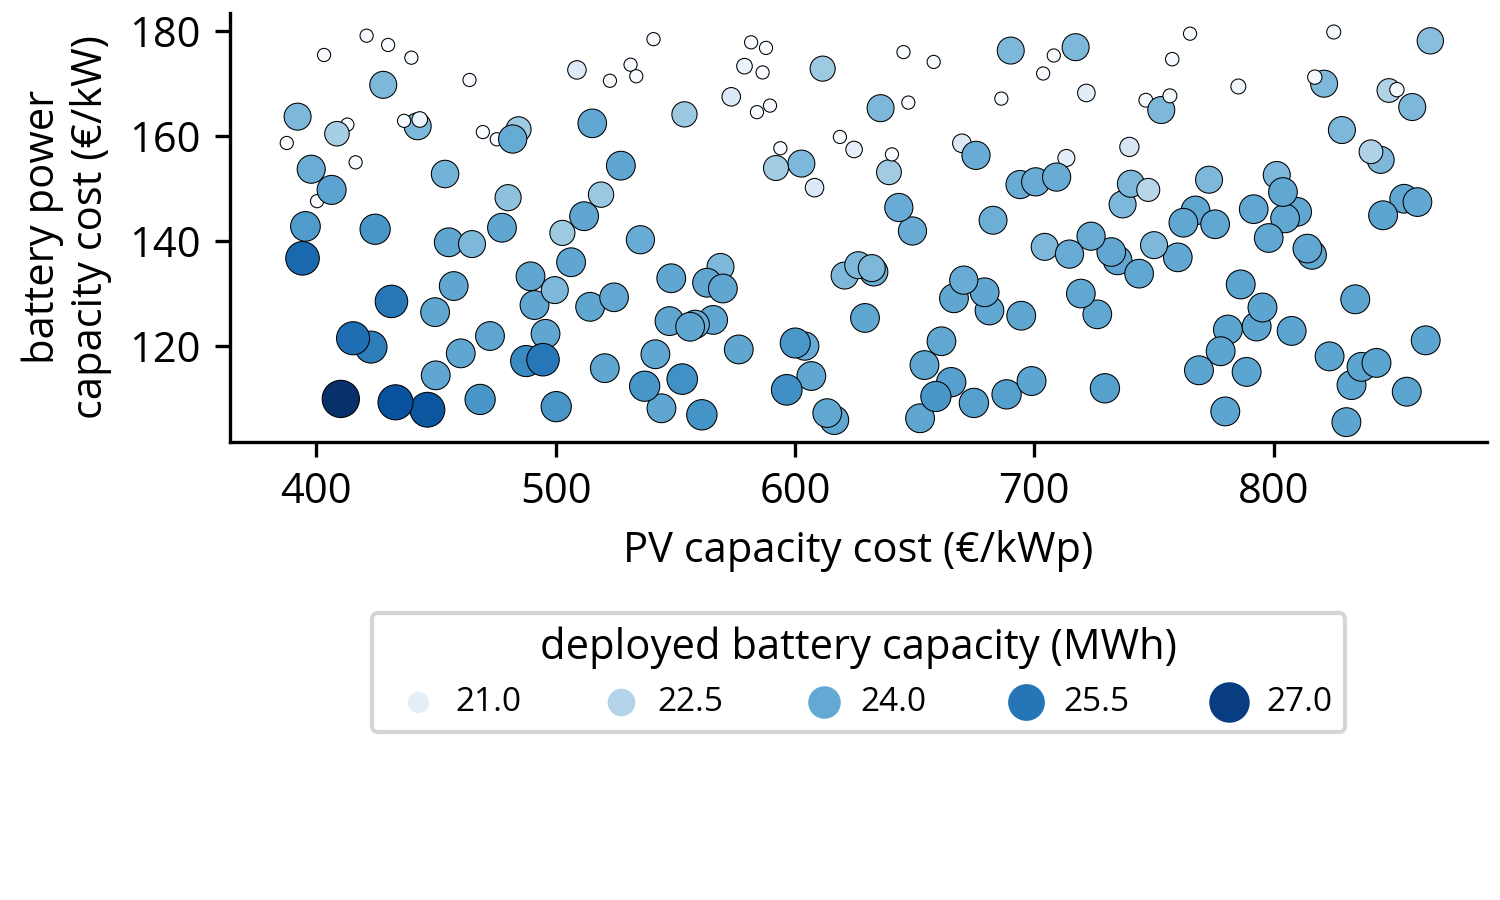 battery power
capacity cost (€/kW)
180
160
140
120
400 500 600 700 800
PV capacity cost (€/kWp)
deployed battery capacity (MWh)
21.0 22.5 24.0 25.5 27.0